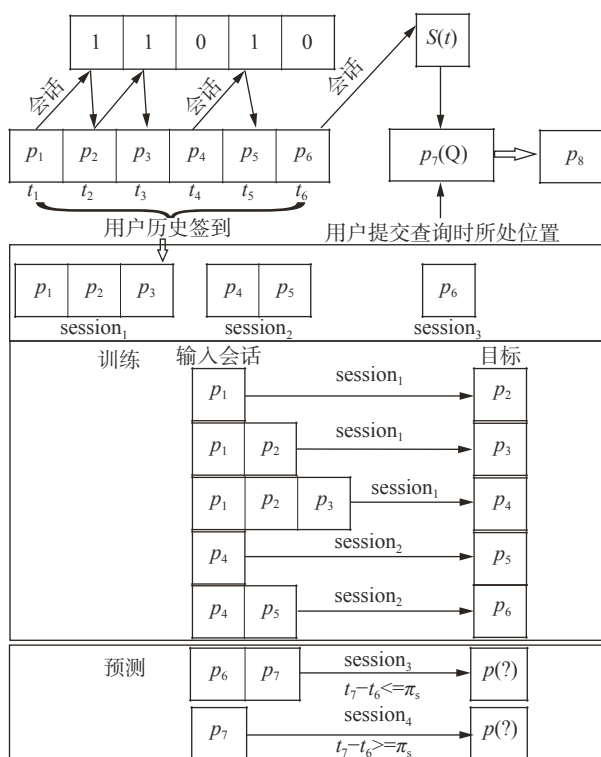 1 1 0 1 0 S(t)
会话 会话 会话
p₁ p₂ p₃ p₄ p₅ p₆ p₇(Q) p₈
t₁ t₂ t₃ t₄ t₅ t₆
用户历史签到 用户提交查询时所处位置
p₁ p₂ p₃ p₄ p₅ p₆
session₁ session₂ session₃
训练 输入会话 目标
p₁ session₁ p₂
p₁ p₂ session₁ p₃
p₁ p₂ p₃ session₁ p₄
p₄ session₂ p₅
p₄ p₅ session₂ p₆
预测 p₆ p₇ session₃ p(?)
t₇−t₆<=πₛ
p₇ session₄ p(?)
t₇−t₆>=πₛ